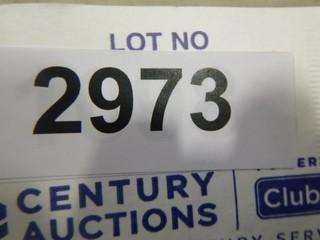 LOT NO
2973
CENTURY
AUCTIONS
Club